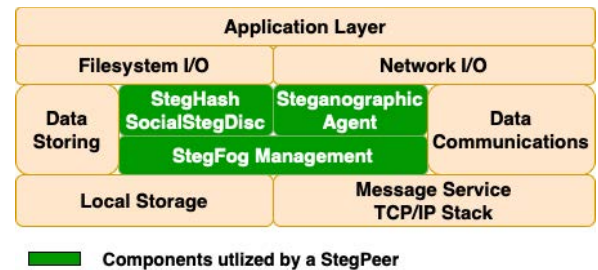 Application Layer
Filesystem I/O
Network I/O
Data
Storing
StegHash
SocialStegDisc
Steganographic
Agent
Data
Communications
StegFog Management
Local Storage
Message Service
TCP/IP Stack
Components utlized by a StegPeer